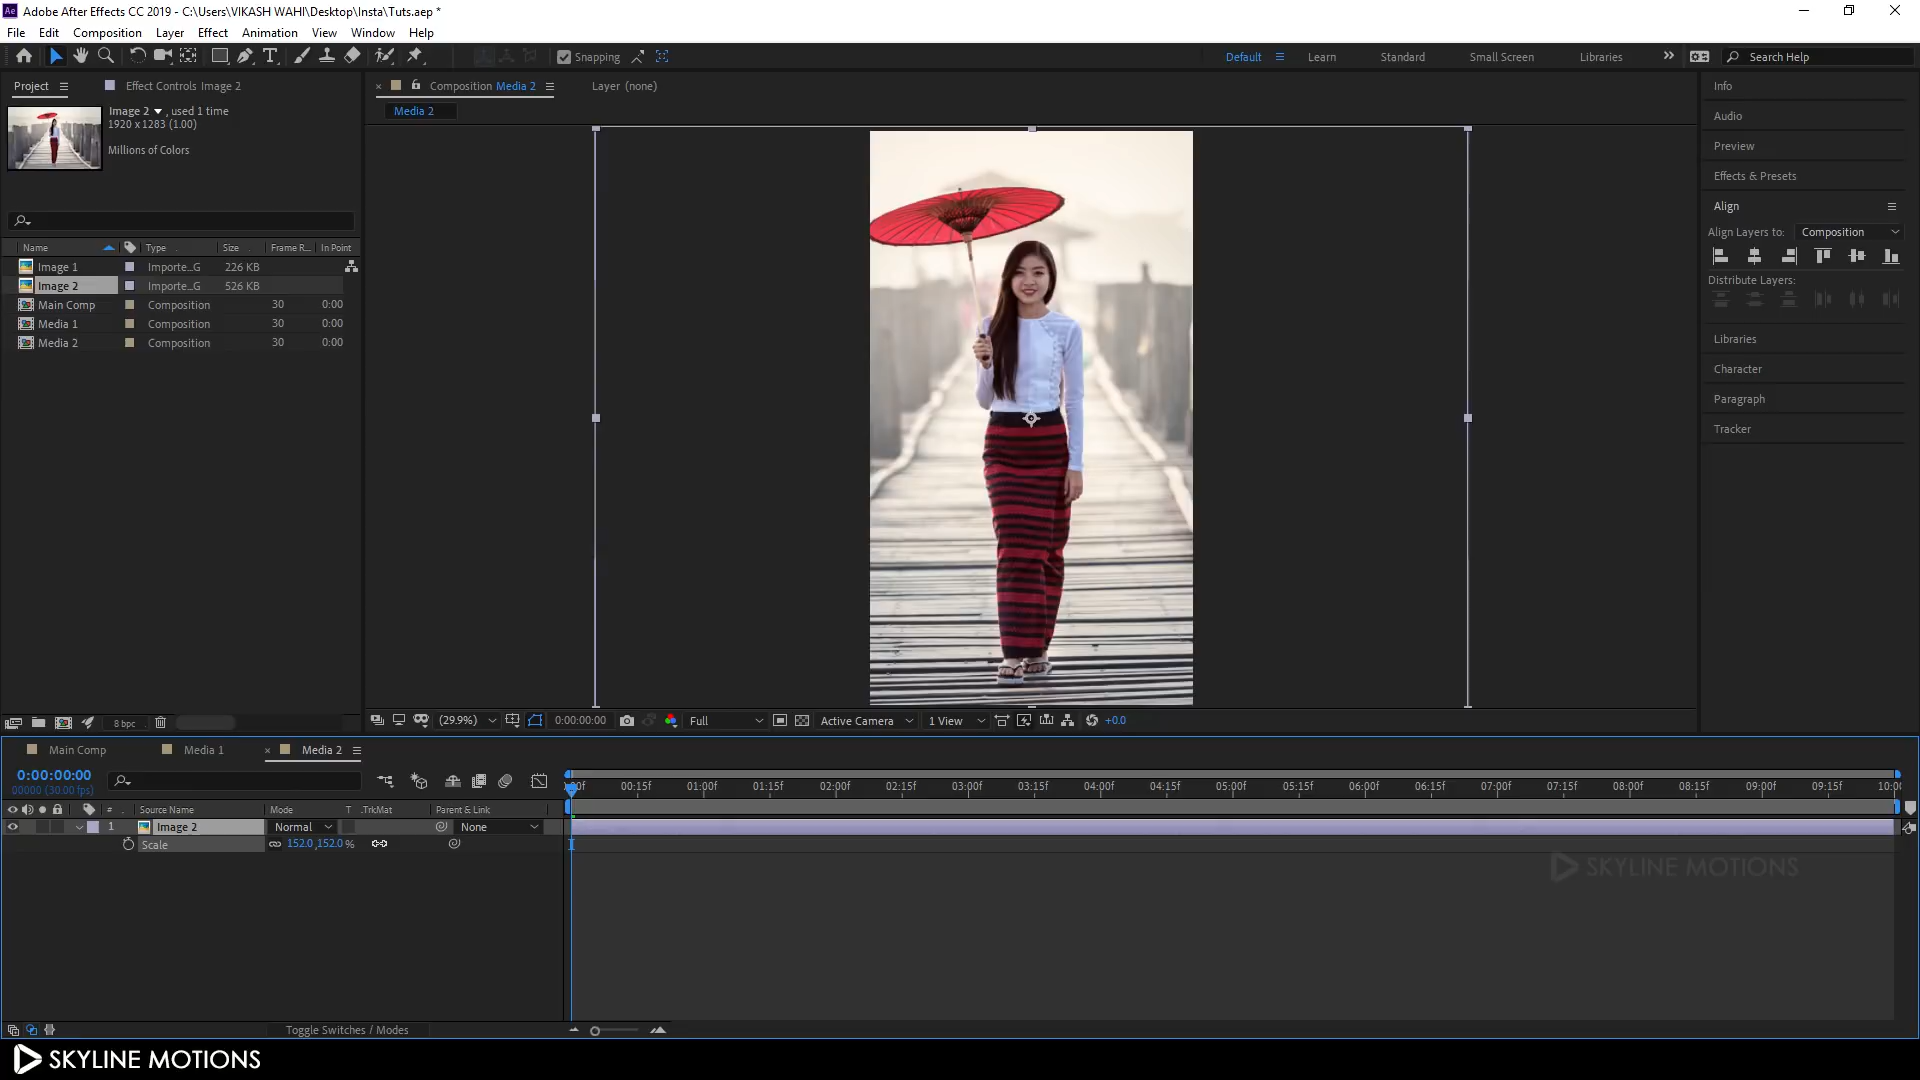 Ae Adobe After Effects CC 2019 - C:\Users\VIKASH WAHI\Desktop\Insta\Tuts.aep *
File Edit Composition Layer Effect Animation View Window Help
Snapping Default Learn Standard Small Screen Libraries Search Help
Project Effect Controls Image 2 Composition Media 2 Layer (none) Info
Image 2 , used 1 time
1920 x 1283 (1.00)
Media 2
Audio
Millions of Colors
Preview
Effects & Presets
Align
Align Layers to: Composition
Distribute Layers:
Libraries
Character
Paragraph
Tracker
Name Type Size Frame R... In Point
Image 1 Importe...G 226 KB
Image 2 Importe...G 526 KB
Main Comp Composition 30 0:00
Media 1 Composition 30 0:00
Media 2 Composition 30 0:00
8 bpc (29.9%) 0:00:00:00 Full Active Camera 1 View +0.0
Main Comp Media 1 Media 2
0:00:00:00
00000 (30.00 fps)
00f 00:15f 01:00f 01:15f 02:00f 02:15f 03:00f 03:15f 04:00f 04:15f 05:00f 05:15f 06:00f 06:15f 07:00f 07:15f 08:00f 08:15f 09:00f 09:15f 10:00
# Source Name Mode T .TrkMat Parent & Link
1 Image 2 Normal None
Scale 152.0,152.0 %
SKYLINE MOTIONS
Toggle Switches / Modes
SKYLINE MOTIONS